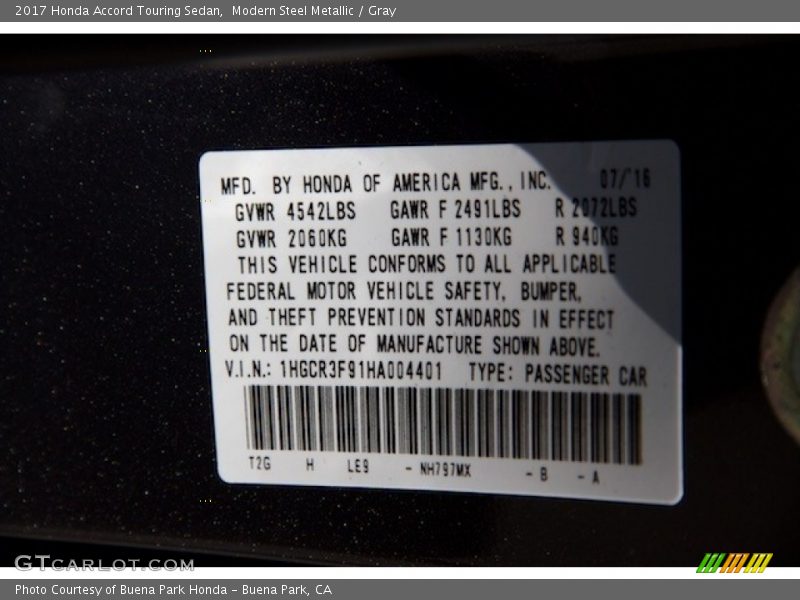 2017 Honda Accord Touring Sedan,  Modern Steel Metallic / Gray
MFD. BY HONDA OF AMERICA MFG., INC. 07/'16
GVWR 4542LBS GAWR F 2491LBS R 2072LBS
GVWR 2060KG GAWR F 1130KG R 940KG
THIS VEHICLE CONFORMS TO ALL APPLICABLE
FEDERAL MOTOR VEHICLE SAFETY, BUMPER,
AND THEFT PREVENTION STANDARDS IN EFFECT
ON THE DATE OF MANUFACTURE SHOWN ABOVE.
V.I.N.: 1HGCR3F91HA004401 TYPE: PASSENGER CAR
T2G H LE9 - NH797MX - B - A
GTCARLOT.COM
Photo Courtesy of Buena Park Honda - Buena Park, CA